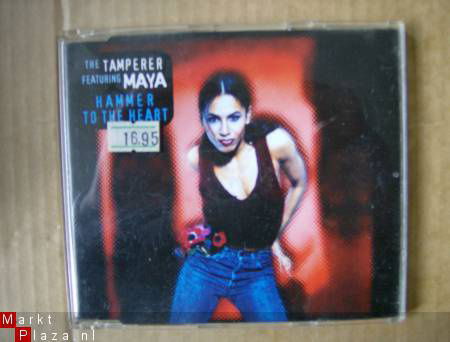 THE TAMPERER
FEATURING MAYA
HAMMER
TO THE HEART
16.95
Markt
Plaza.nl